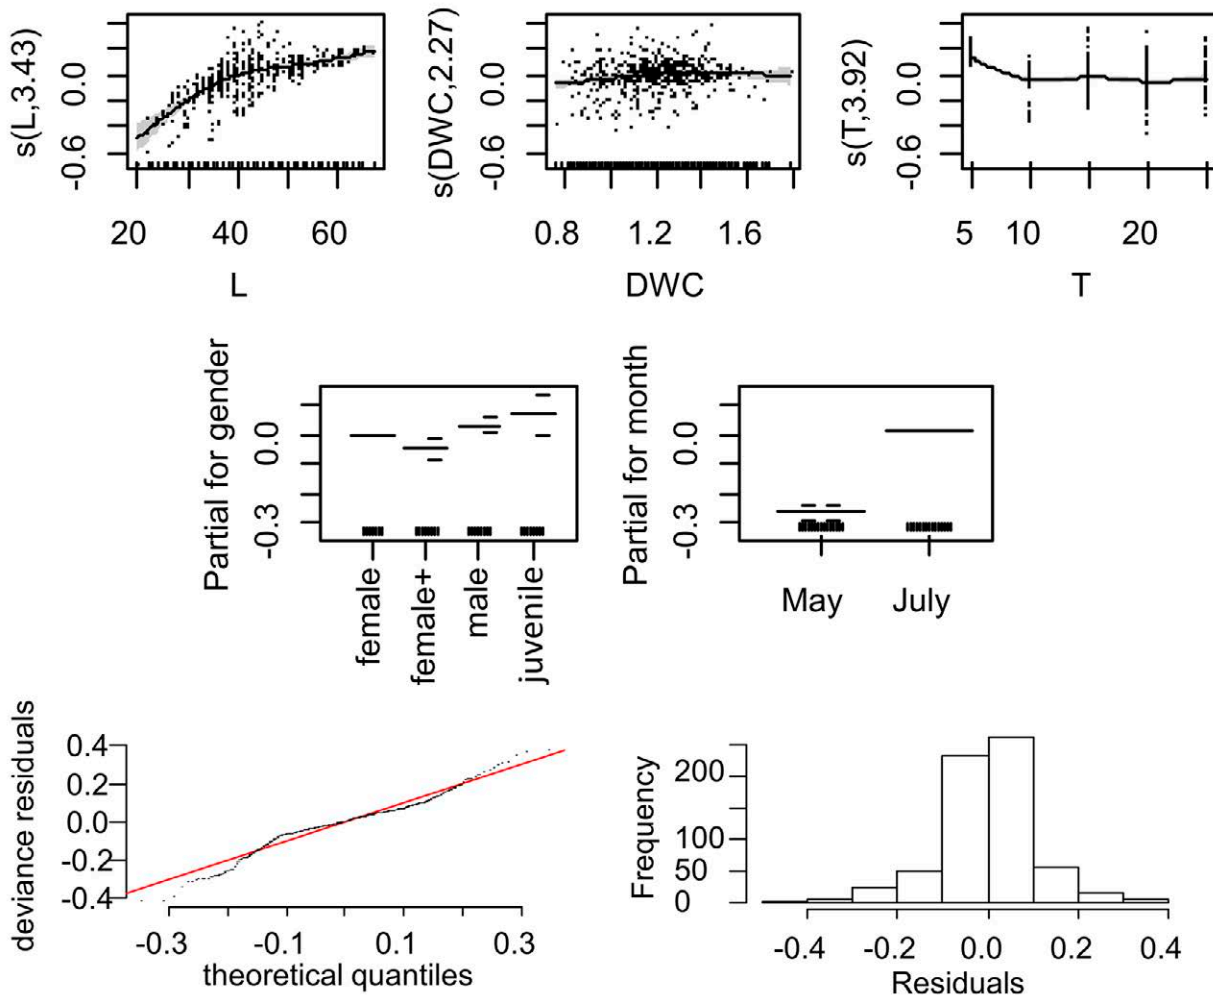 s(L,3.43)
0.0
-0.6
20 40 60
L
s(DWC,2.27)
0.0
-0.6
0.8 1.2 1.6
DWC
s(T,3.92)
0.0
-0.6
5 10 20
T
Partial for gender
0.0
-0.3
female
female+
male
juvenile
Partial for month
0.0
-0.3
May July
deviance residuals
0.4
0.2
0.0
-0.2
-0.4
-0.3 -0.1 0.1 0.3
theoretical quantiles
Frequency
200
100
50
0
-0.4 -0.2 0.0 0.2 0.4
Residuals